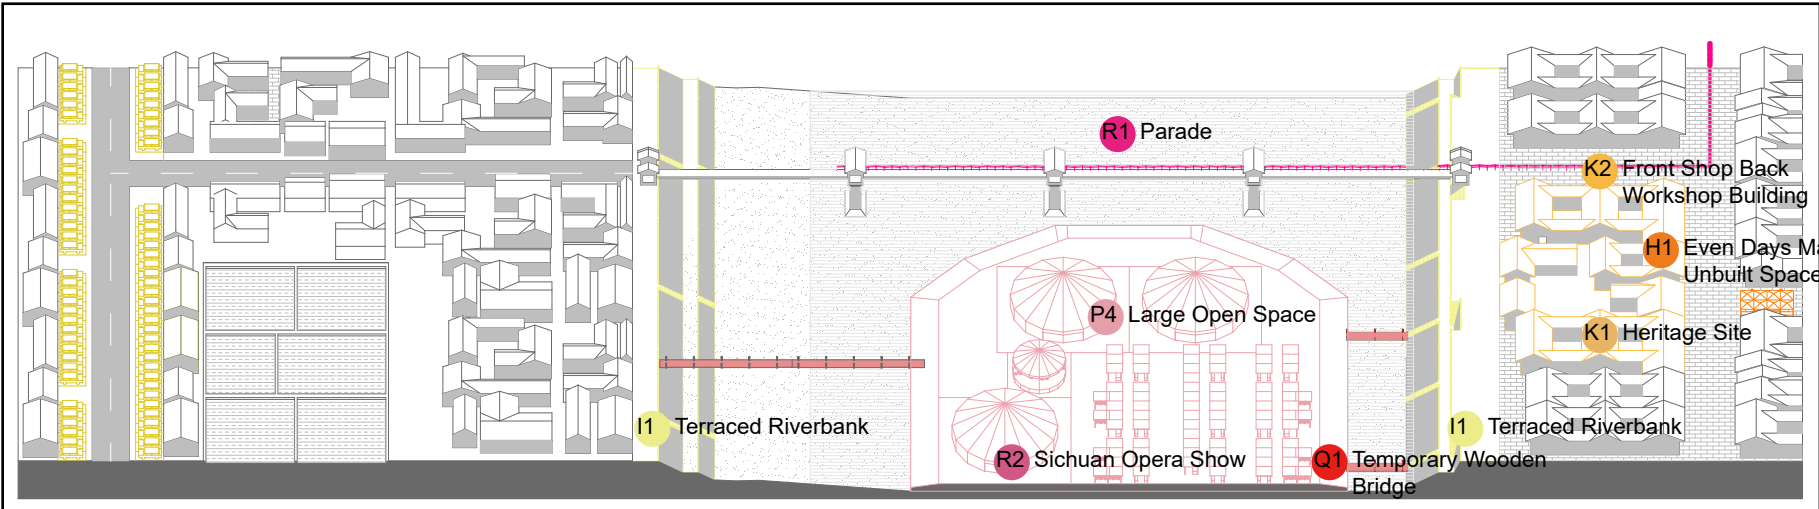 R1 Parade
K2 Front Shop Back
Workshop Building
H1 Even Days Ma
Unbuilt Space
P4 Large Open Space
K1 Heritage Site
I1 Terraced Riverbank
I1 Terraced Riverbank
R2 Sichuan Opera Show
Q1 Temporary Wooden
Bridge